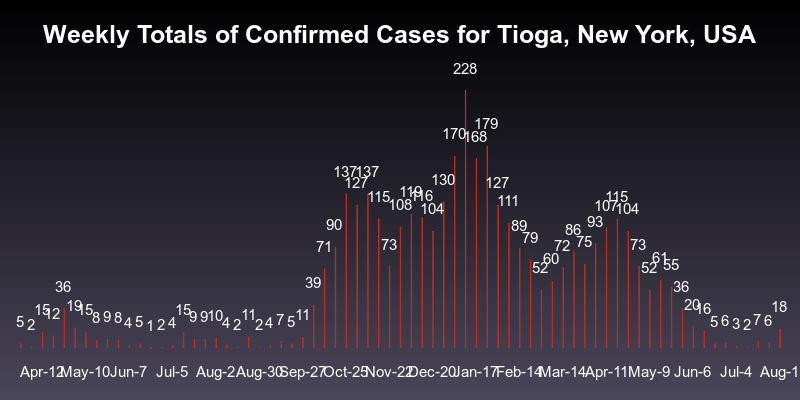 Weekly Totals of Confirmed Cases for Tioga, New York, USA
5 2 15 12 36 19 15 8 9 8 4 5 1 2 4 15 9 9 10 4 2 11 2 4 7 5 11 39 71 90 137 127 137 115 73 108 119 116 104 130 170 228 168 179 127 111 89 79 52 60 72 86 75 93 107 115 104 73 52 61 55 36 20 16 5 6 3 2 7 6 18
Apr-12 May-10 Jun-7 Jul-5 Aug-2 Aug-30 Sep-27 Oct-25 Nov-22 Dec-20 Jan-17 Feb-14 Mar-14 Apr-11 May-9 Jun-6 Jul-4 Aug-1